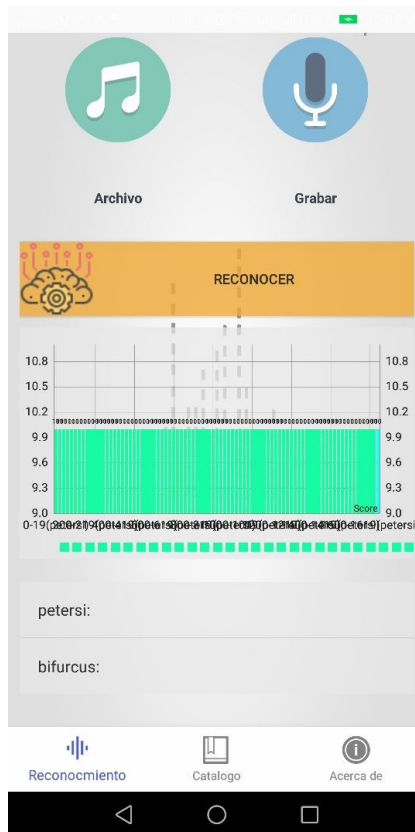 Archivo Grabar
RECONOCER
10.8 10.8
10.5 10.5
10.2 10.2
9.9 9.9
9.6 9.6
9.3 9.3
9.0 Score 9.0
petersi:
bifurcus:
Reconocmiento Catalogo Acerca de